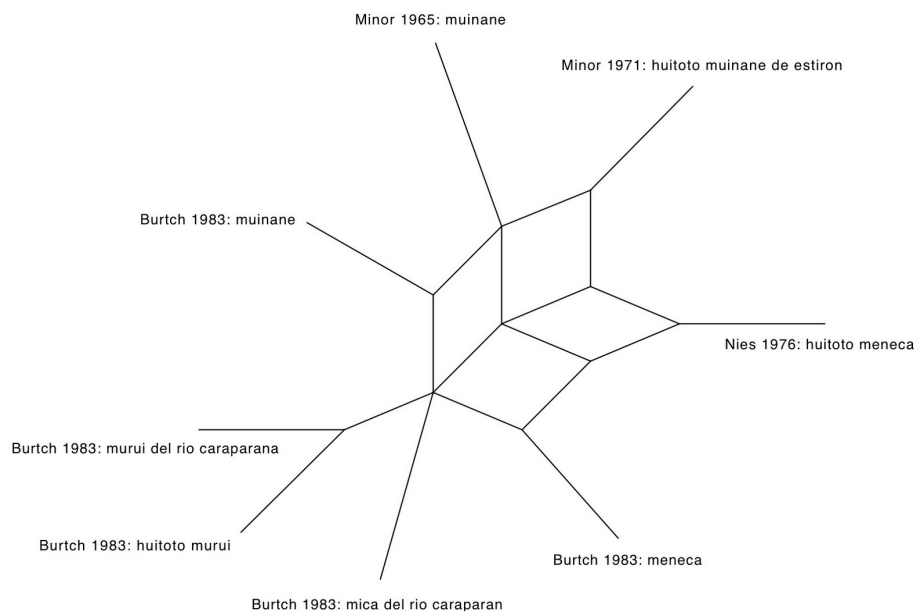 Minor 1965: muinane
Minor 1971: huitoto muinane de estiron
Burtch 1983: muinane
Nies 1976: huitoto meneca
Burtch 1983: murui del rio caraparana
Burtch 1983: huitoto murui
Burtch 1983: meneca
Burtch 1983: mica del rio caraparan